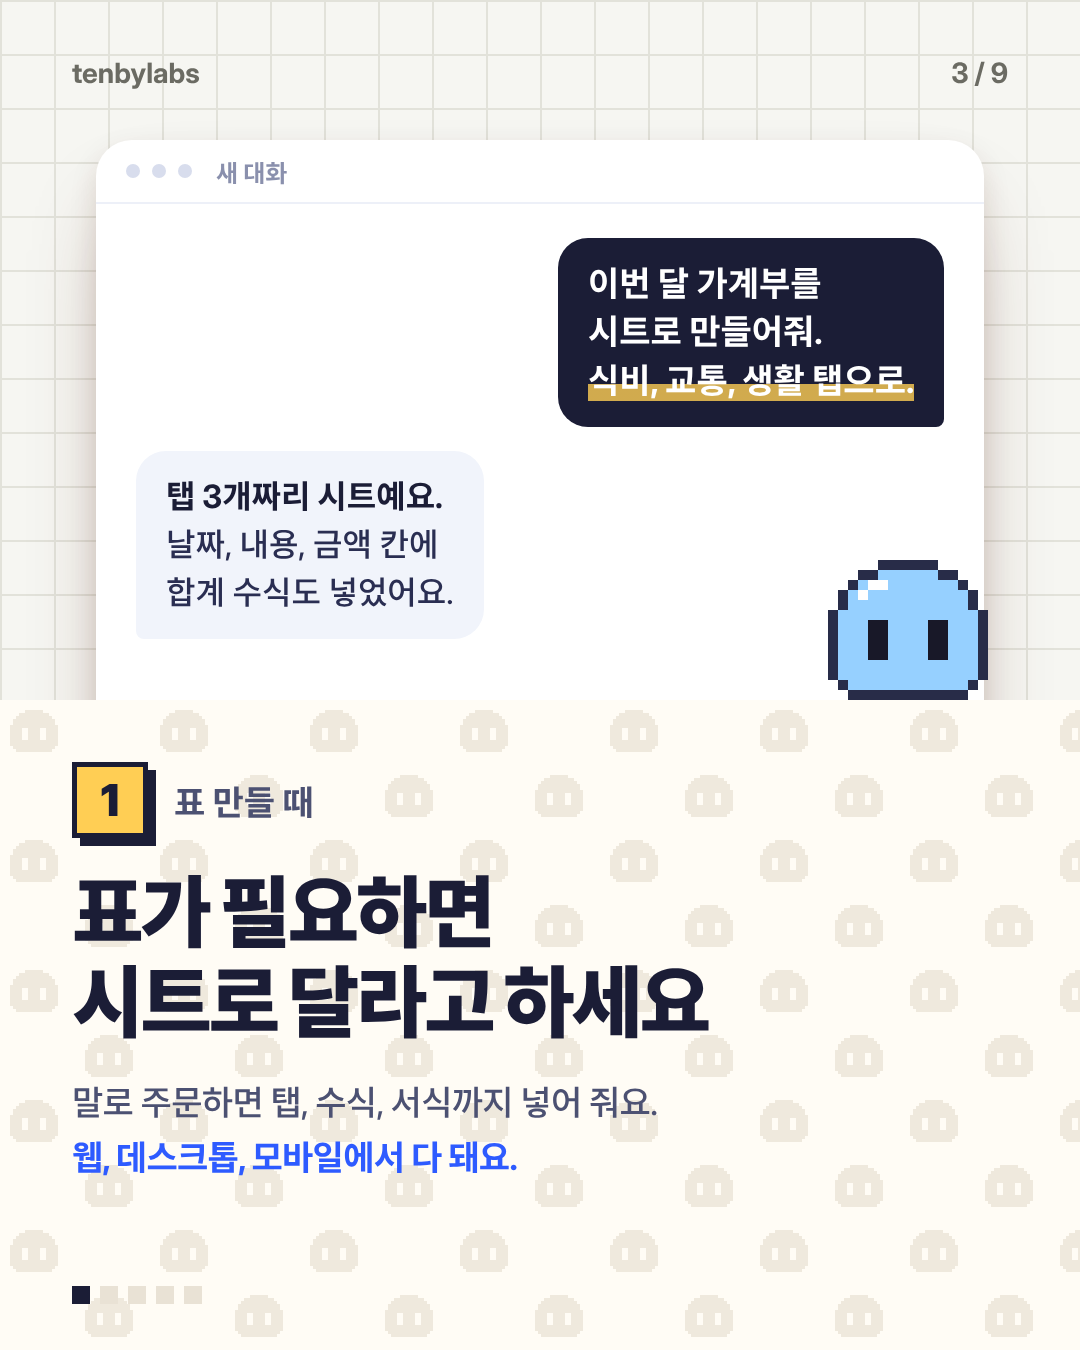 tenbylabs
3 / 9
새 대화
이번 달 가계부를
시트로 만들어줘.
식비, 교통, 생활 탭으로.
탭 3개짜리 시트예요.
날짜, 내용, 금액 칸에
합계 수식도 넣었어요.
1
표 만들 때
표가 필요하면
시트로 달라고 하세요
말로 주문하면 탭, 수식, 서식까지 넣어 줘요.
웹, 데스크톱, 모바일에서 다 돼요.